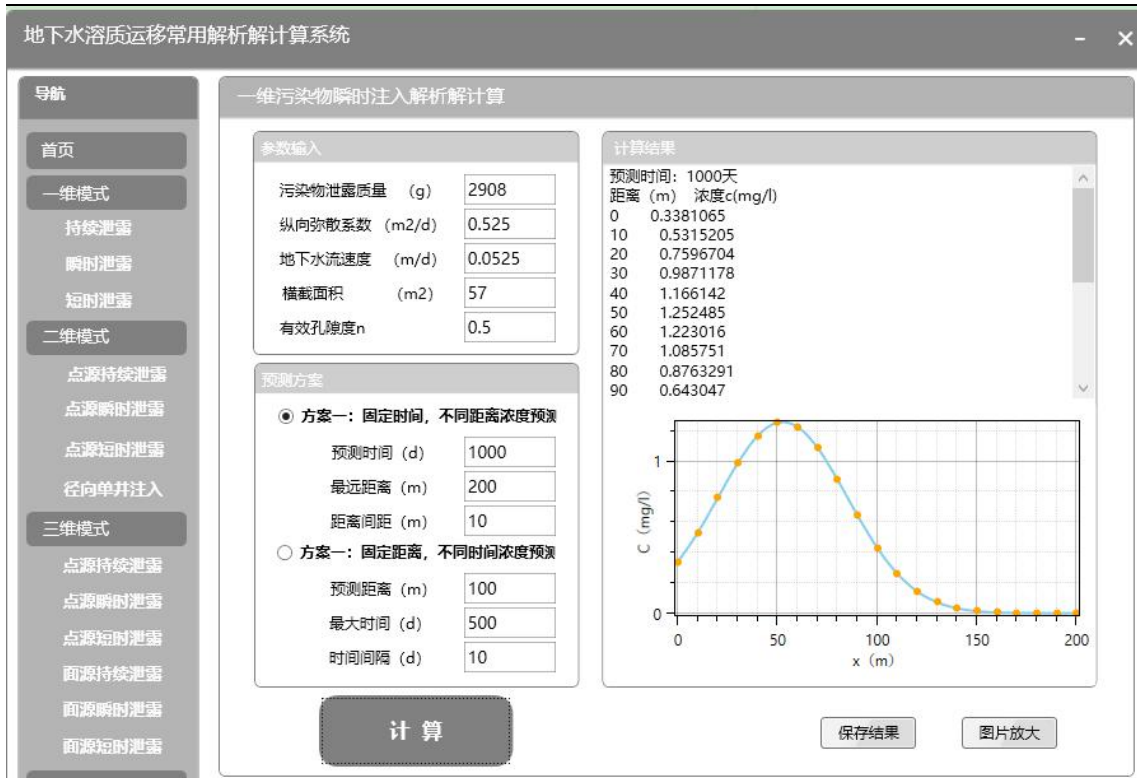 地下水溶质运移常用解析解计算系统
导航
首页
一维模式
持续泄露
瞬时泄露
短时泄露
二维模式
点源持续泄露
点源瞬时泄露
点源短时泄露
径向单井注入
三维模式
点源持续泄露
点源瞬时泄露
点源短时泄露
面源持续泄露
面源瞬时泄露
面源短时泄露
一维污染物瞬时注入解析解计算
参数输入
污染物泄露质量 (g) 2908
纵向弥散系数 (m2/d) 0.525
地下水流速度 (m/d) 0.0525
横截面积 (m2) 57
有效孔隙度n 0.5
预测方案
方案一：固定时间，不同距离浓度预测
预测时间 (d) 1000
最远距离 (m) 200
距离间距 (m) 10
方案一：固定距离，不同时间浓度预测
预测距离 (m) 100
最大时间 (d) 500
时间间隔 (d) 10
计 算
计算结果
预测时间：1000天
距离 (m) 浓度c(mg/l)
0 0.3381065
10 0.5315205
20 0.7596704
30 0.9871178
40 1.166142
50 1.252485
60 1.223016
70 1.085751
80 0.8763291
90 0.643047
C (mg/l)
1
0
0 50 100 150 200
x (m)
保存结果 图片放大